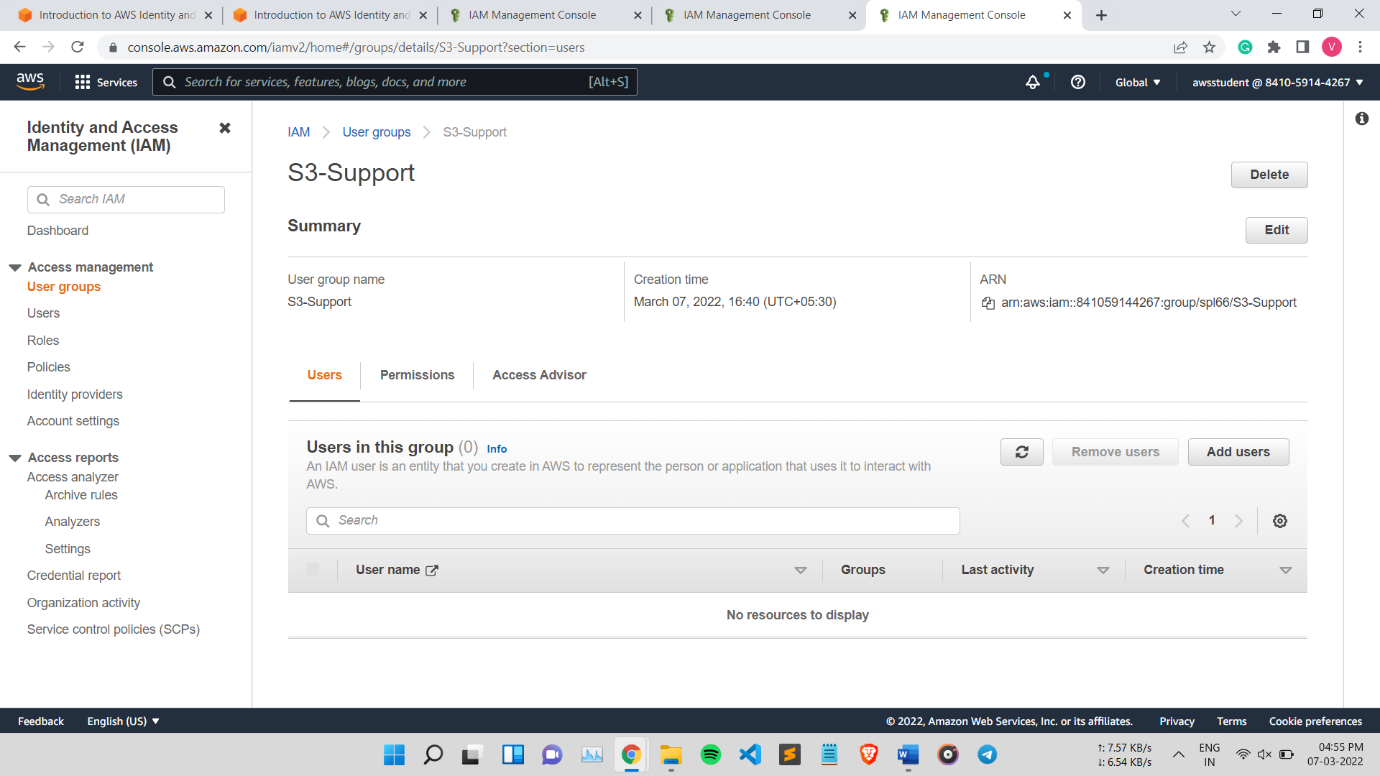 Introduction to AWS Identity and
Introduction to AWS Identity and
IAM Management Console
IAM Management Console
IAM Management Console
console.aws.amazon.com/iamv2/home#/groups/details/S3-Support?section=users
V
aws
Services
Search for services, features, blogs, docs, and more
[Alt+S]
Global
awsstudent @ 8410-5914-4267
Identity and Access
Management (IAM)
Search IAM
Dashboard
Access management
User groups
Users
Roles
Policies
Identity providers
Account settings
Access reports
Access analyzer
Archive rules
Analyzers
Settings
Credential report
Organization activity
Service control policies (SCPs)
IAM
User groups
S3-Support
S3-Support
Delete
Summary
Edit
User group name
S3-Support
Creation time
March 07, 2022, 16:40 (UTC+05:30)
ARN
arn:aws:iam::841059144267:group/spl66/S3-Support
Users
Permissions
Access Advisor
Users in this group (0) Info
An IAM user is an entity that you create in AWS to represent the person or application that uses it to interact with
AWS.
Remove users
Add users
Search
1
User name
Groups
Last activity
Creation time
No resources to display
Feedback
English (US)
© 2022, Amazon Web Services, Inc. or its affiliates.
Privacy
Terms
Cookie preferences
↑: 7.57 KB/s
↓: 6.54 KB/s
ENG
IN
04:55 PM
07-03-2022